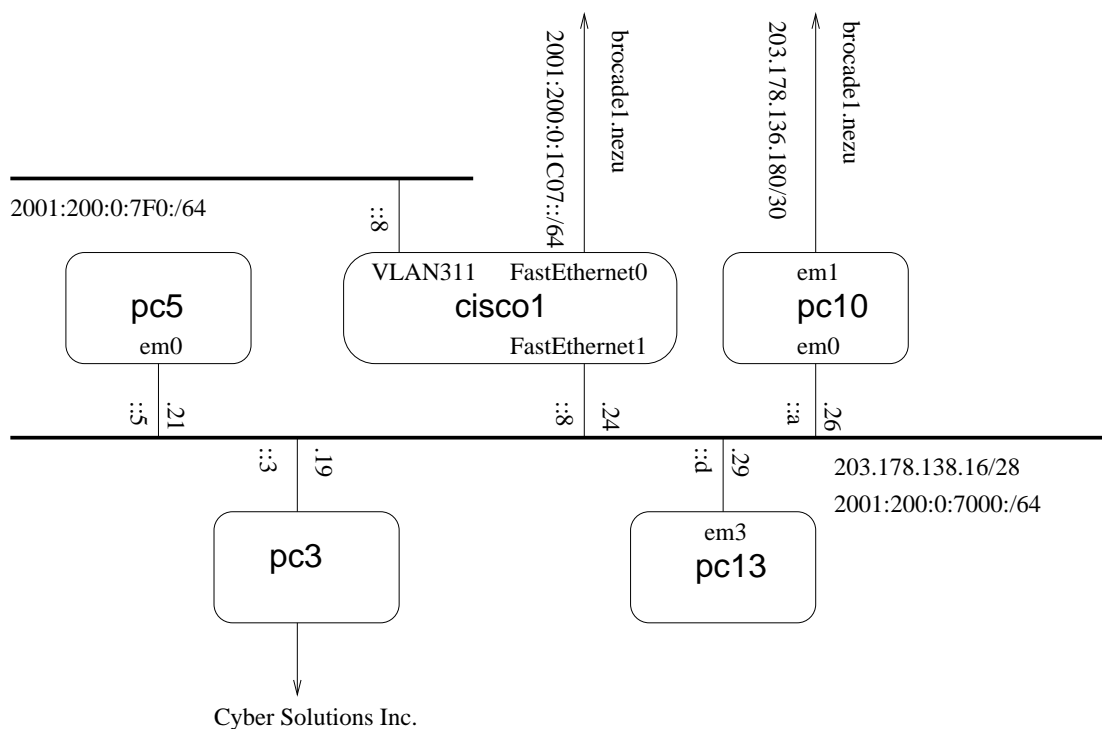 brocade1.nezu
2001:200:0:1C07::/64
brocade1.nezu
203.178.136.180/30
2001:200:0:7F0:/64
::8
pc5
em0
VLAN311 FastEthernet0
cisco1
FastEthernet1
em1
pc10
em0
::5
.21
::8
.24
::a
.26
::3
.19
::d
.29
203.178.138.16/28
2001:200:0:7000:/64
pc3
em3
pc13
Cyber Solutions Inc.